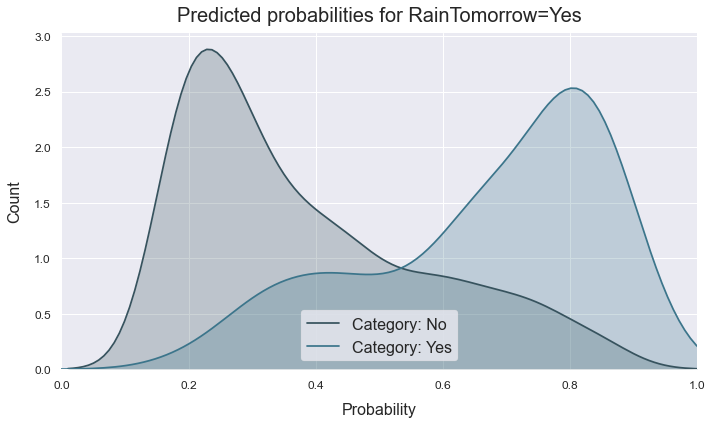 Predicted probabilities for RainTomorrow=Yes
3.0
2.5
2.0
1.5
1.0
0.5
0.0
Count
Category: No
Category: Yes
0.0 0.2 0.4 0.6 0.8 1.0
Probability